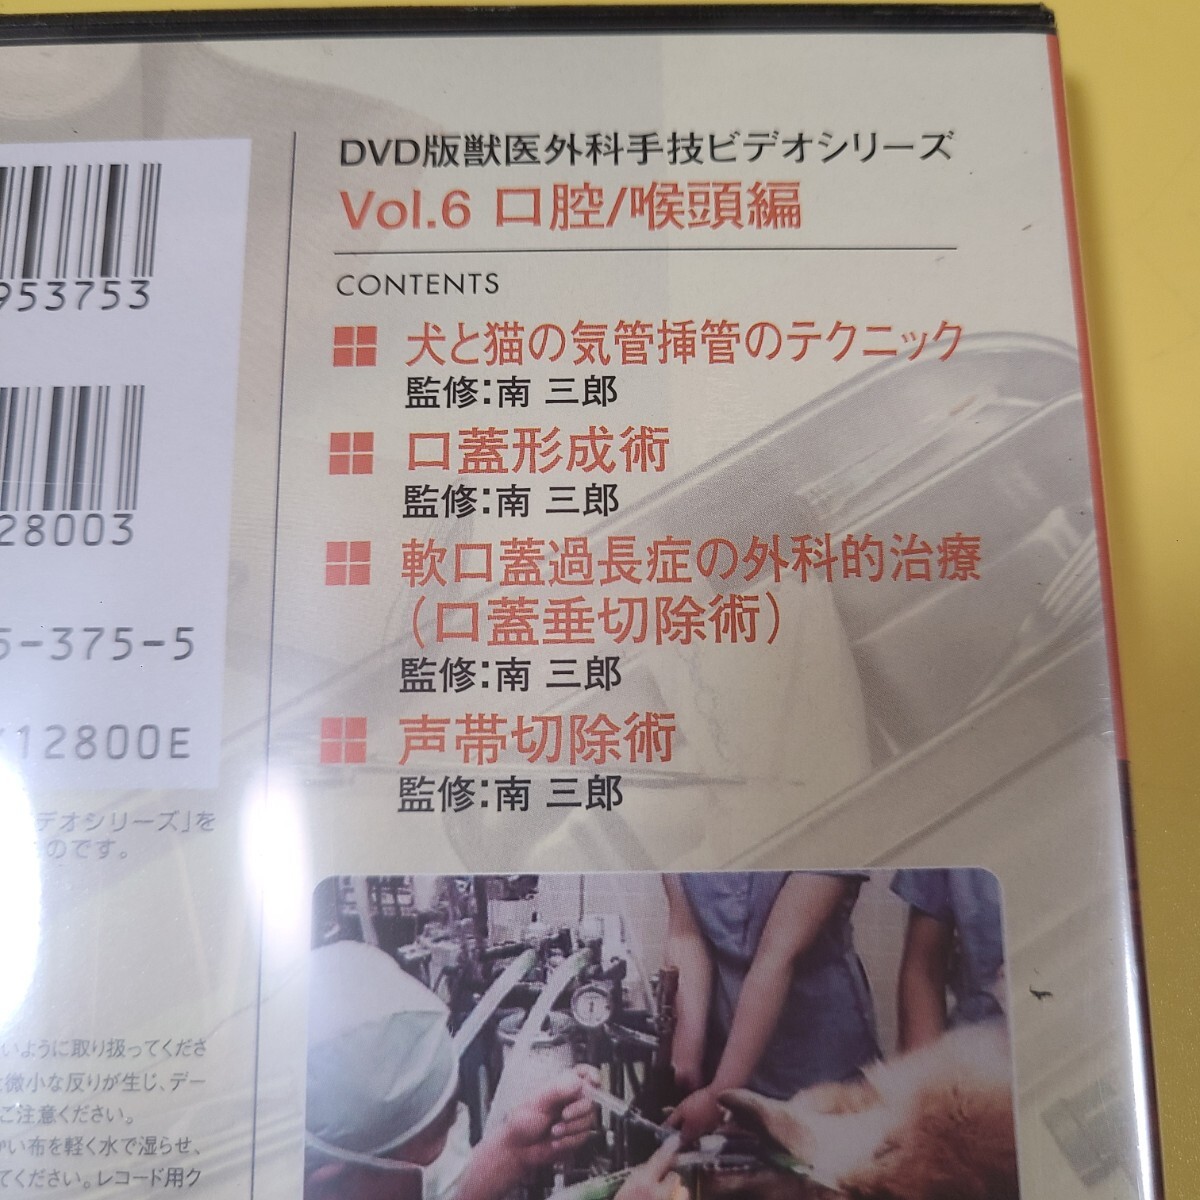 DVD版獣医外科手技ビデオシリーズ
Vol.6 口腔/喉頭編
CONTENTS
犬と猫の気管挿管のテクニック
監修：南 三郎
口蓋形成術
監修：南 三郎
軟口蓋過長症の外科的治療
（口蓋垂切除術）
監修：南 三郎
声帯切除術
監修：南 三郎
953753
28003
5-375-5
12800E
デオシリーズ」を
のです。
いように取り扱ってくださ
微小な反りが生じ、デー
ご注意ください。
かい布を軽く水で湿らせ、
てください。レコード用ク